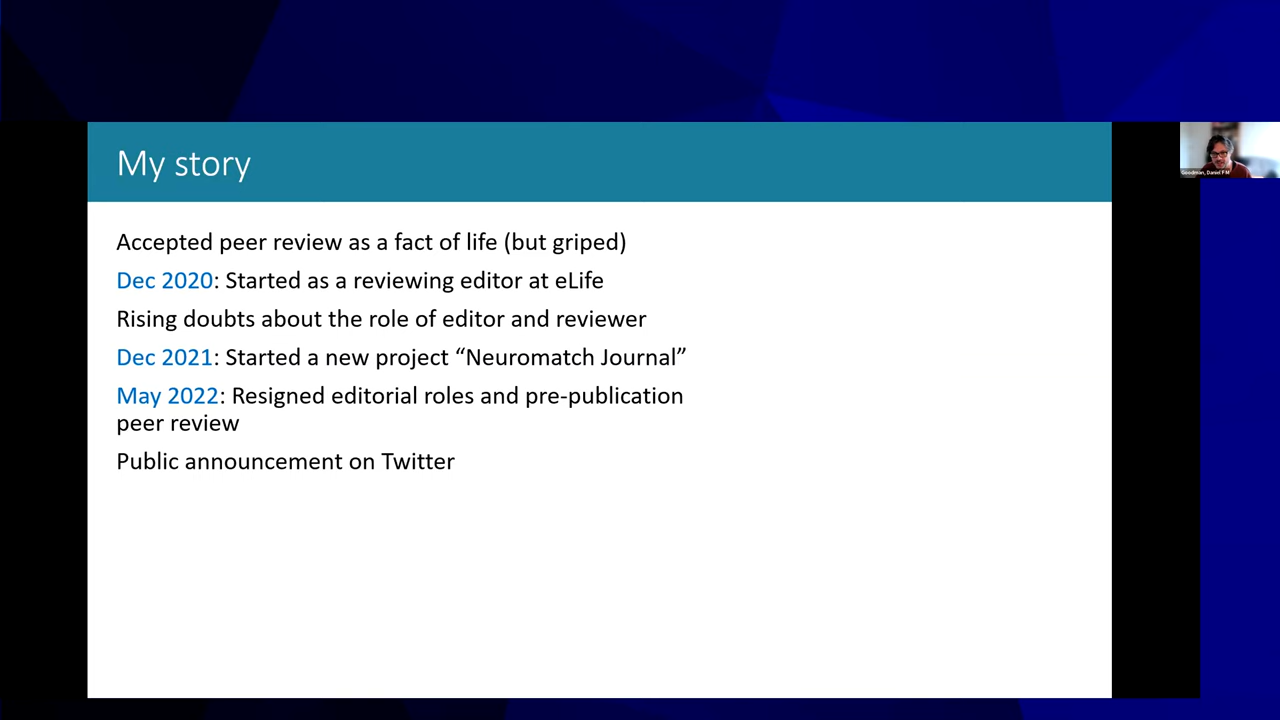 My story
Accepted peer review as a fact of life (but griped)
Dec 2020: Started as a reviewing editor at eLife
Rising doubts about the role of editor and reviewer
Dec 2021: Started a new project “Neuromatch Journal”
May 2022: Resigned editorial roles and pre-publication
peer review
Public announcement on Twitter
Goodman, Daniel F M